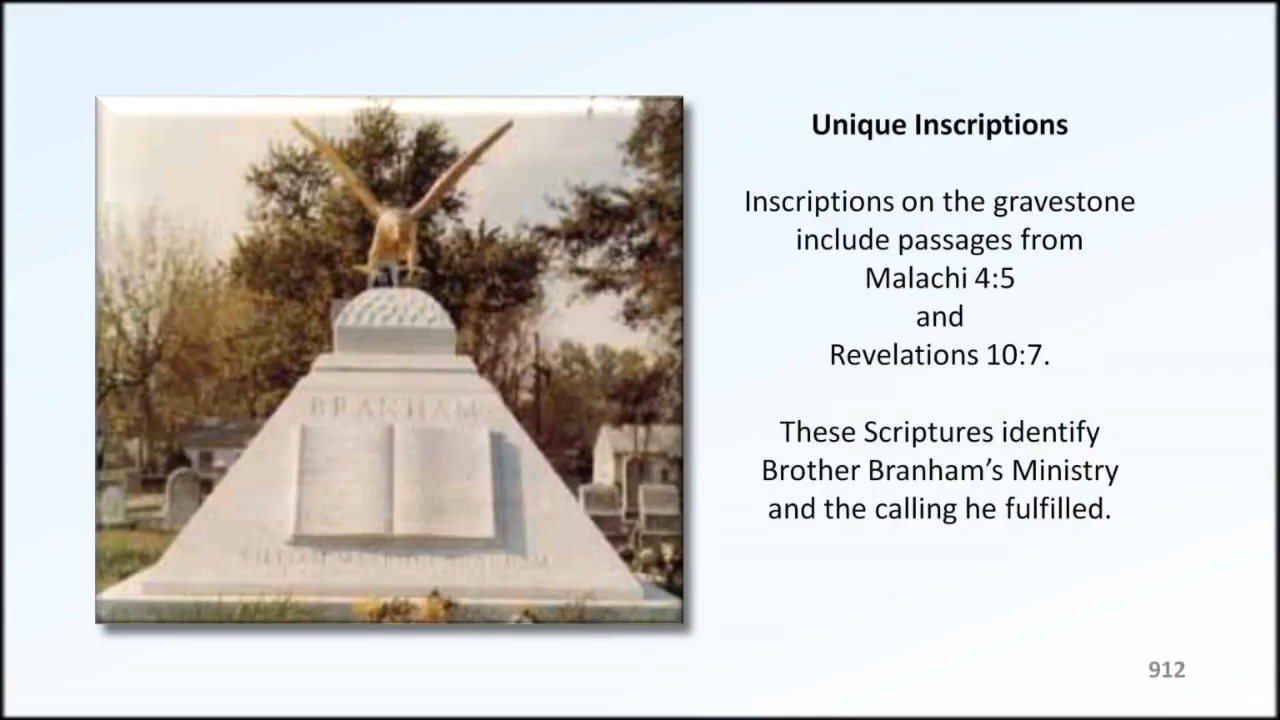 Unique Inscriptions
Inscriptions on the gravestone
include passages from
Malachi 4:5
and
Revelations 10:7.
These Scriptures identify
Brother Branham's Ministry
and the calling he fulfilled.
BRANHAM
912